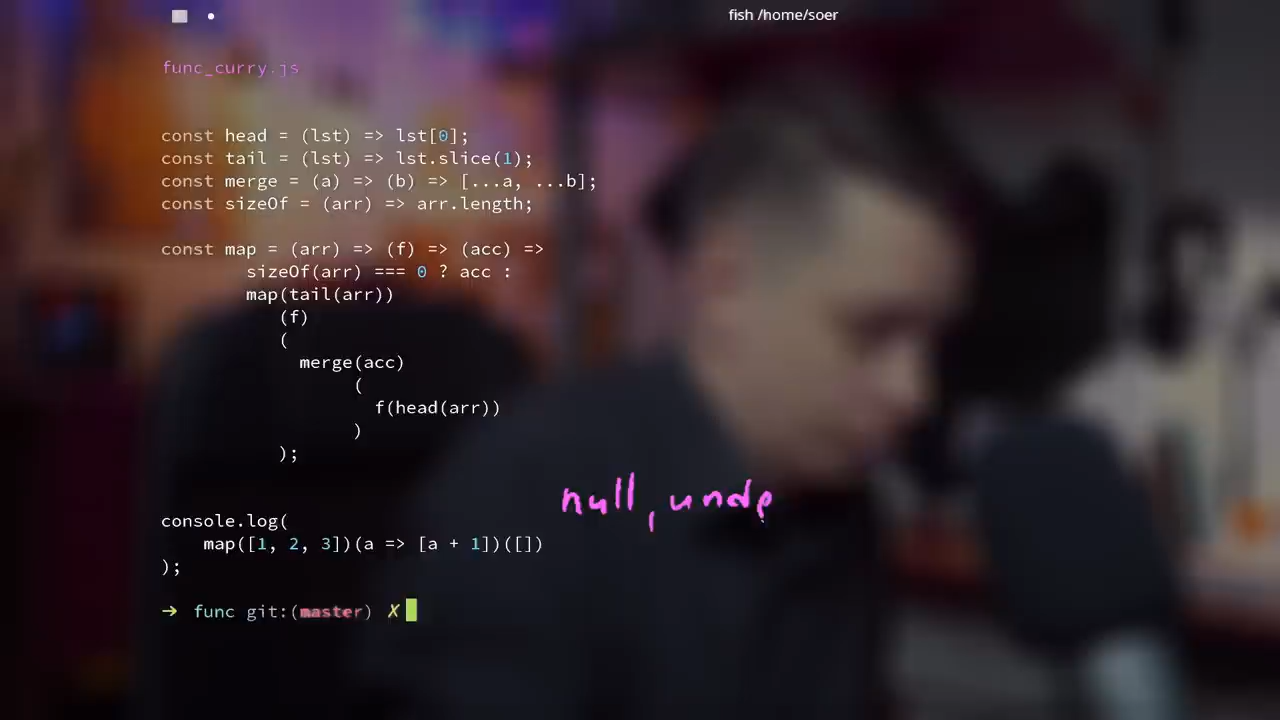 fish /home/soer
func_curry.js
const head = (lst) => lst[0];
const tail = (lst) => lst.slice(1);
const merge = (a) => (b) => [...a, ...b];
const sizeOf = (arr) => arr.length;
const map = (arr) => (f) => (acc) =>
sizeOf(arr) === 0 ? acc :
map(tail(arr))
(f)
(
merge(acc)
(
f(head(arr))
)
);
null, unde
console.log(
map([1, 2, 3])(a => [a + 1])([])
);
➜ func git:(master) ✗